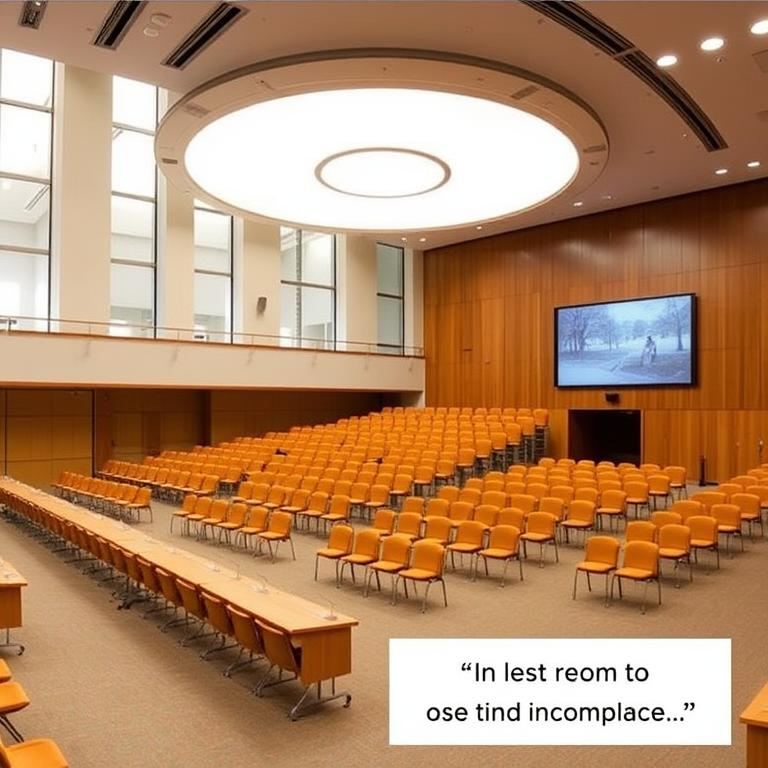 “In lest reom to
ose tind incomplace...”